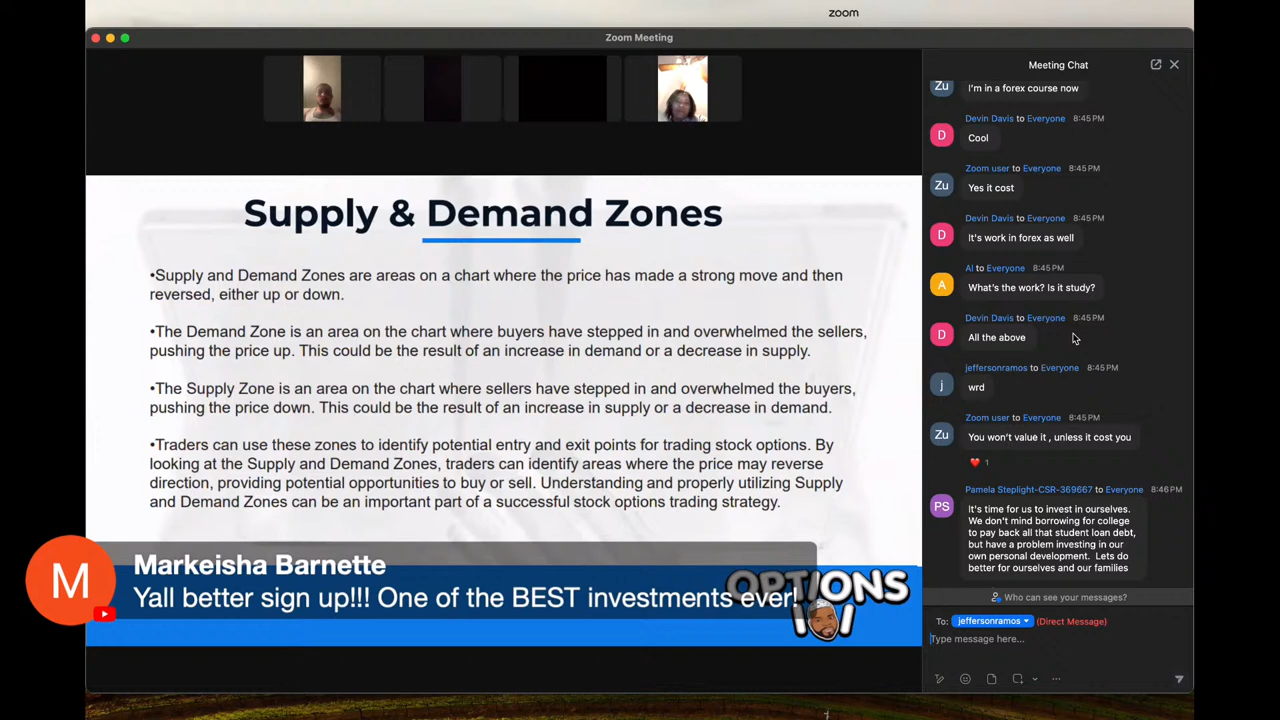 zoom
Zoom Meeting
Supply & Demand Zones
•Supply and Demand Zones are areas on a chart where the price has made a strong move and then
reversed, either up or down.
•The Demand Zone is an area on the chart where buyers have stepped in and overwhelmed the sellers,
pushing the price up. This could be the result of an increase in demand or a decrease in supply.
•The Supply Zone is an area on the chart where sellers have stepped in and overwhelmed the buyers,
pushing the price down. This could be the result of an increase in supply or a decrease in demand.
•Traders can use these zones to identify potential entry and exit points for trading stock options. By
looking at the Supply and Demand Zones, traders can identify areas where the price may reverse
direction, providing potential opportunities to buy or sell. Understanding and properly utilizing Supply
and Demand Zones can be an important part of a successful stock options trading strategy.
M
Markeisha Barnette
Yall better sign up!!! One of the BEST investments ever!
OPTIONS
101
Meeting Chat
Zu
I'm in a forex course now
Devin Davis to Everyone 8:45 PM
D
Cool
Zoom user to Everyone 8:45 PM
Zu
Yes it cost
Devin Davis to Everyone 8:45 PM
D
It's work in forex as well
Al to Everyone 8:45 PM
A
What's the work? Is it study?
Devin Davis to Everyone 8:45 PM
D
All the above
jeffersonramos to Everyone 8:45 PM
j
wrd
Zoom user to Everyone 8:45 PM
Zu
You won't value it , unless it cost you
❤️ 1
Pamela Steplight-CSR-369667 to Everyone 8:46 PM
PS
It's time for us to invest in ourselves.
We don't mind borrowing for college
to pay back all that student loan debt,
but have a problem investing in our
own personal development. Lets do
better for ourselves and our families
Who can see your messages?
To: jeffersonramos (Direct Message)
Type message here...